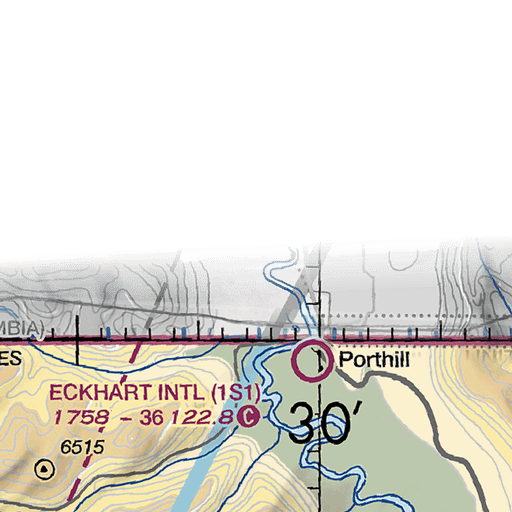 MBIA)
ES
Porthill
ECKHART INTL (1S1)
1758 - 36 122.8 C
30′
6515